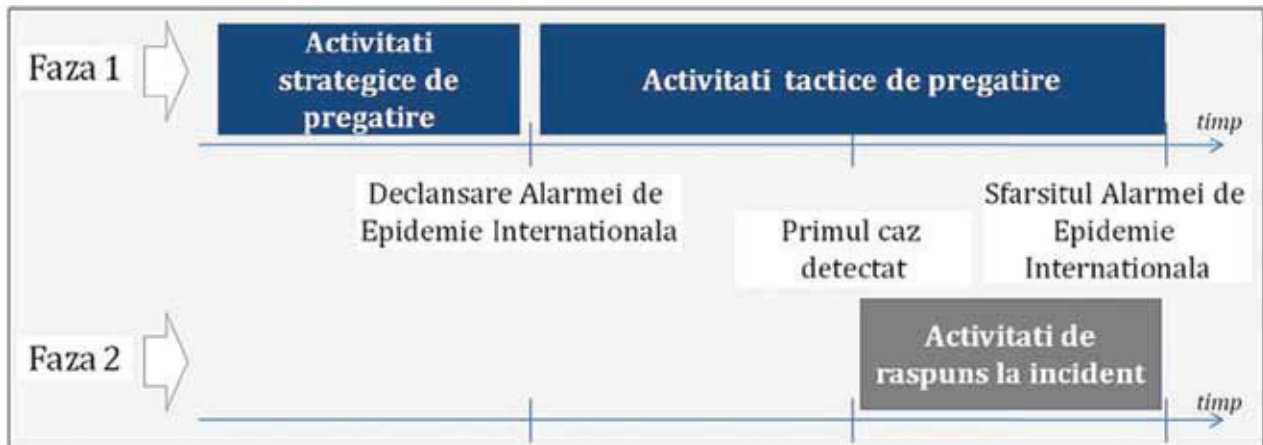 Faza 1
Activitati
strategice de
pregatire
Activitati tactice de pregatire
timp
Declansare Alarmei de
Epidemie Internationala
Primul caz
detectat
Sfarsitul Alarmei de
Epidemie
Internationala
Faza 2
Activitati de
raspuns la incident
timp